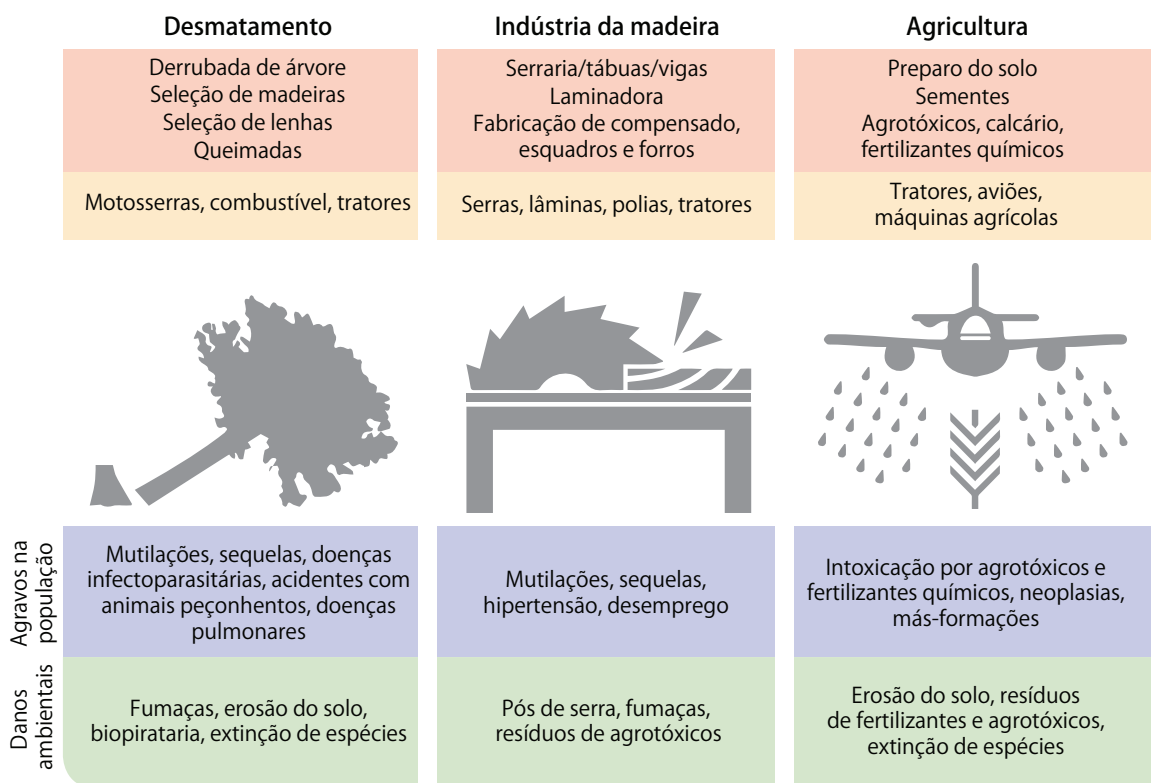 Desmatamento
Derrubada de árvore
Seleção de madeiras
Seleção de lenhas
Queimadas
Motosserras, combustível, tratores
Indústria da madeira
Serraria/tábuas/vigas
Laminadora
Fabricação de compensado,
esquadros e forros
Serras, lâminas, polias, tratores
Agricultura
Preparo do solo
Sementes
Agrotóxicos, calcário,
fertilizantes químicos
Tratores, aviões,
máquinas agrícolas
Agravos na
população
Mutilações, sequelas, doenças
infectoparasitárias, acidentes com
animais peçonhentos, doenças
pulmonares
Mutilações, sequelas,
hipertensão, desemprego
Intoxicação por agrotóxicos e
fertilizantes químicos, neoplasias,
más-formações
Danos
ambientais
Fumaças, erosão do solo,
biopirataria, extinção de espécies
Pós de serra, fumaças,
resíduos de agrotóxicos
Erosão do solo, resíduos
de fertilizantes e agrotóxicos,
extinção de espécies